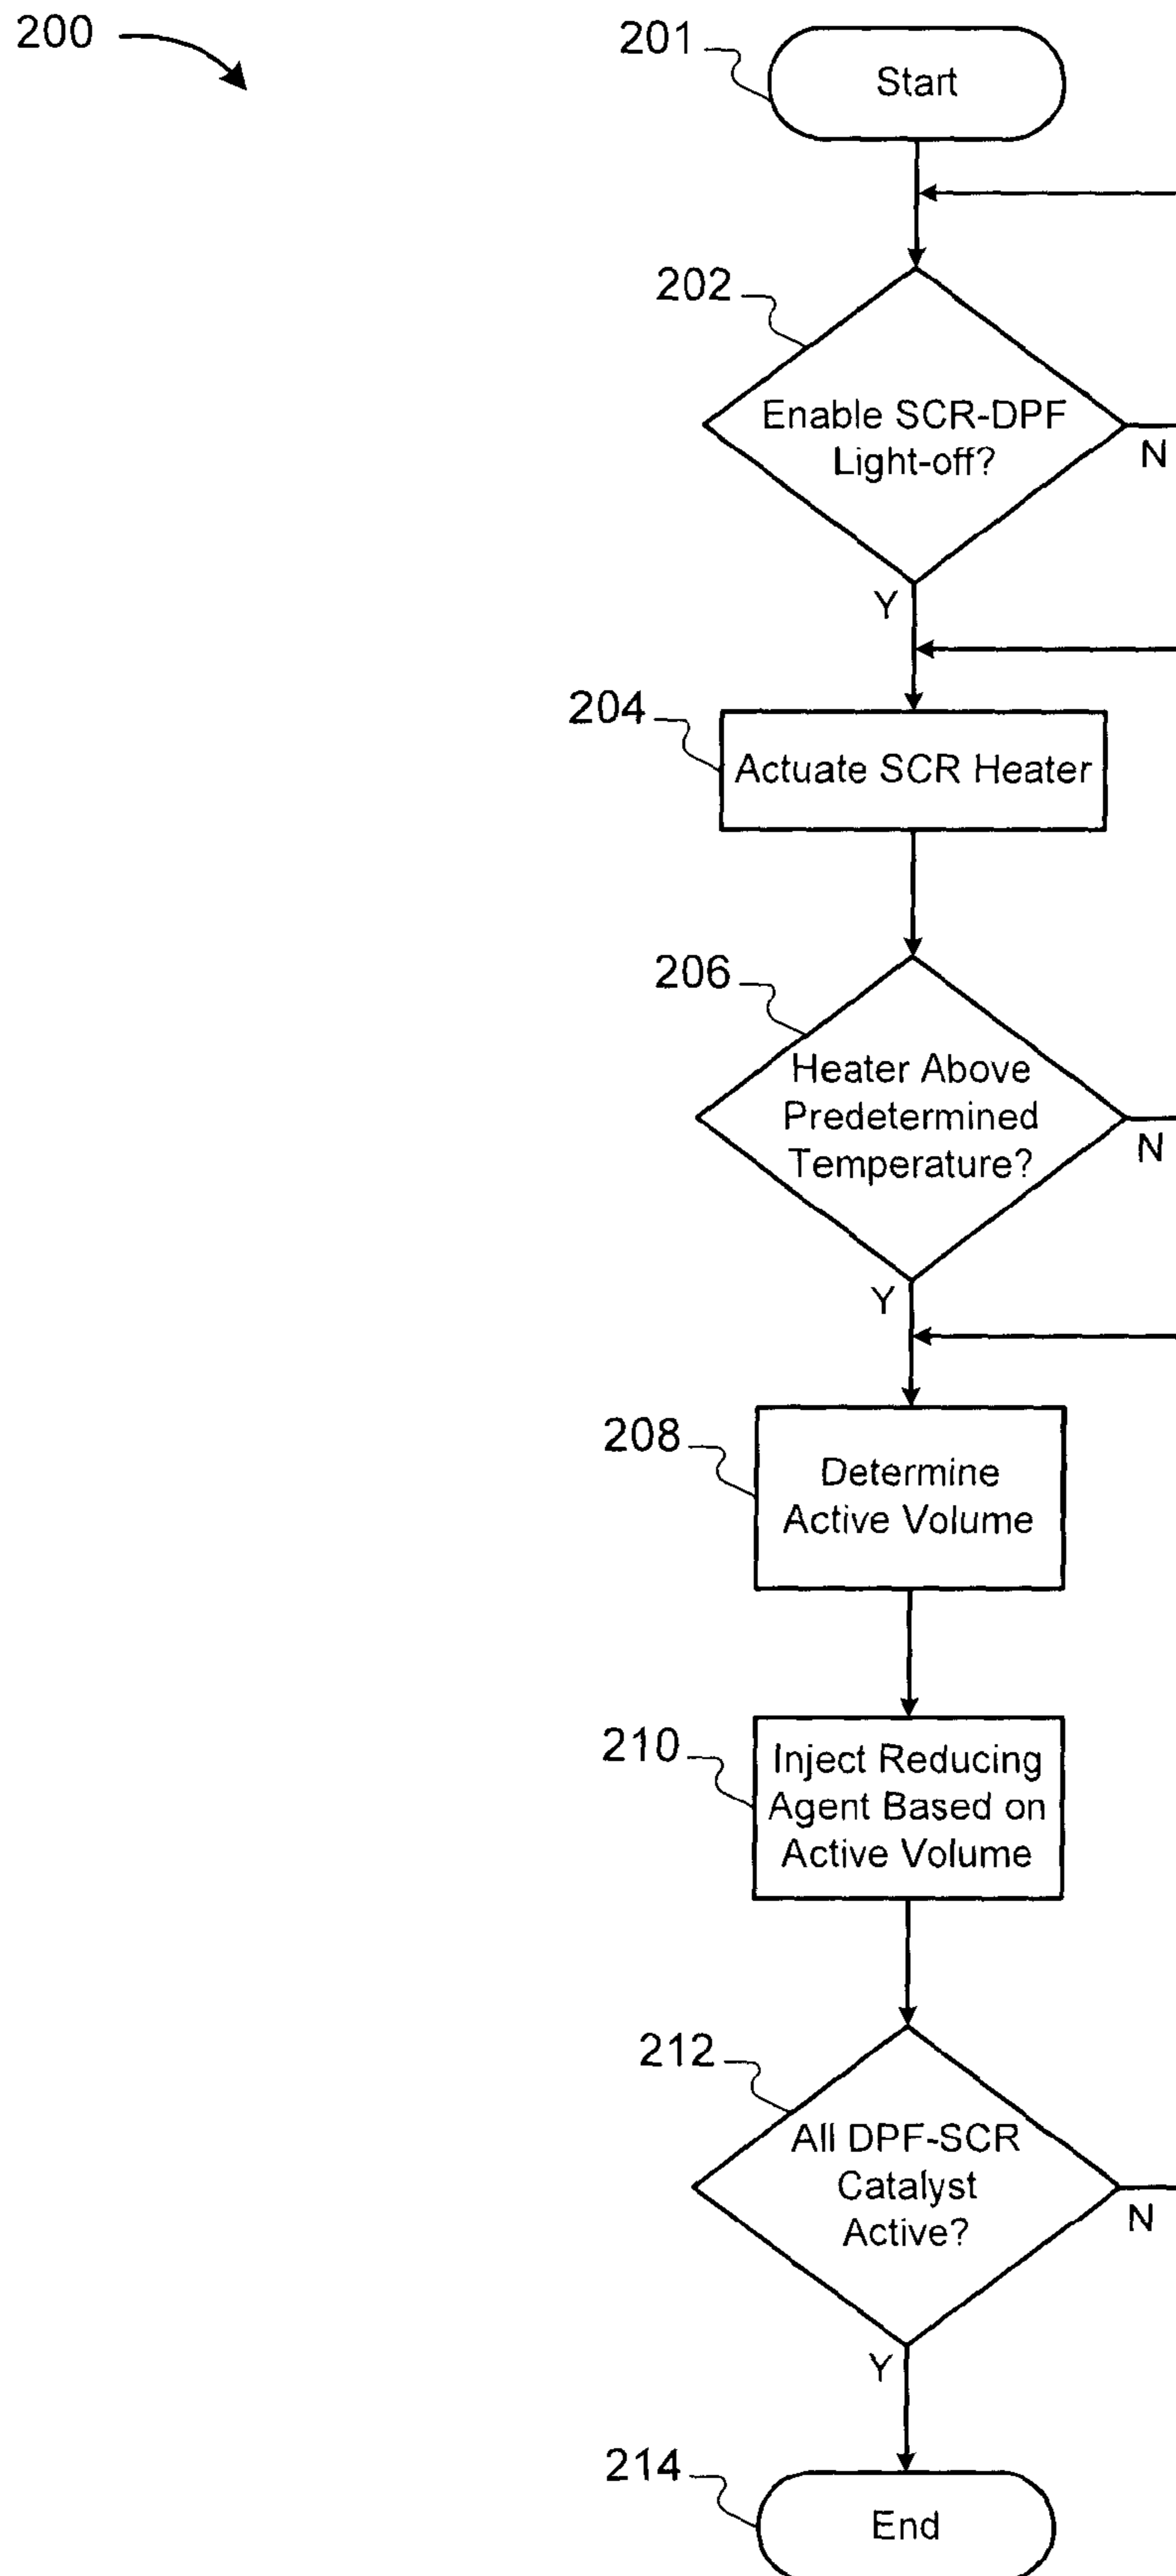 200
201
Start
202
Enable SCR-DPF
Light-off?
N
Y
204
Actuate SCR Heater
206
Heater Above
Predetermined
Temperature?
N
Y
208
Determine
Active Volume
210
Inject Reducing
Agent Based on
Active Volume
212
All DPF-SCR
Catalyst
Active?
N
Y
214
End